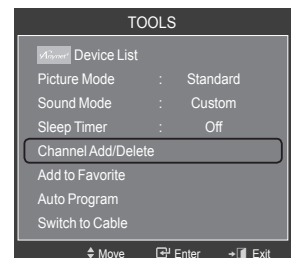 TOOLS
Device List
Picture Mode : Standard
Sound Mode : Custom
Sleep Timer : Off
Channel Add/Delete
Add to Favorite
Auto Program
Switch to Cable
Move Enter Exit